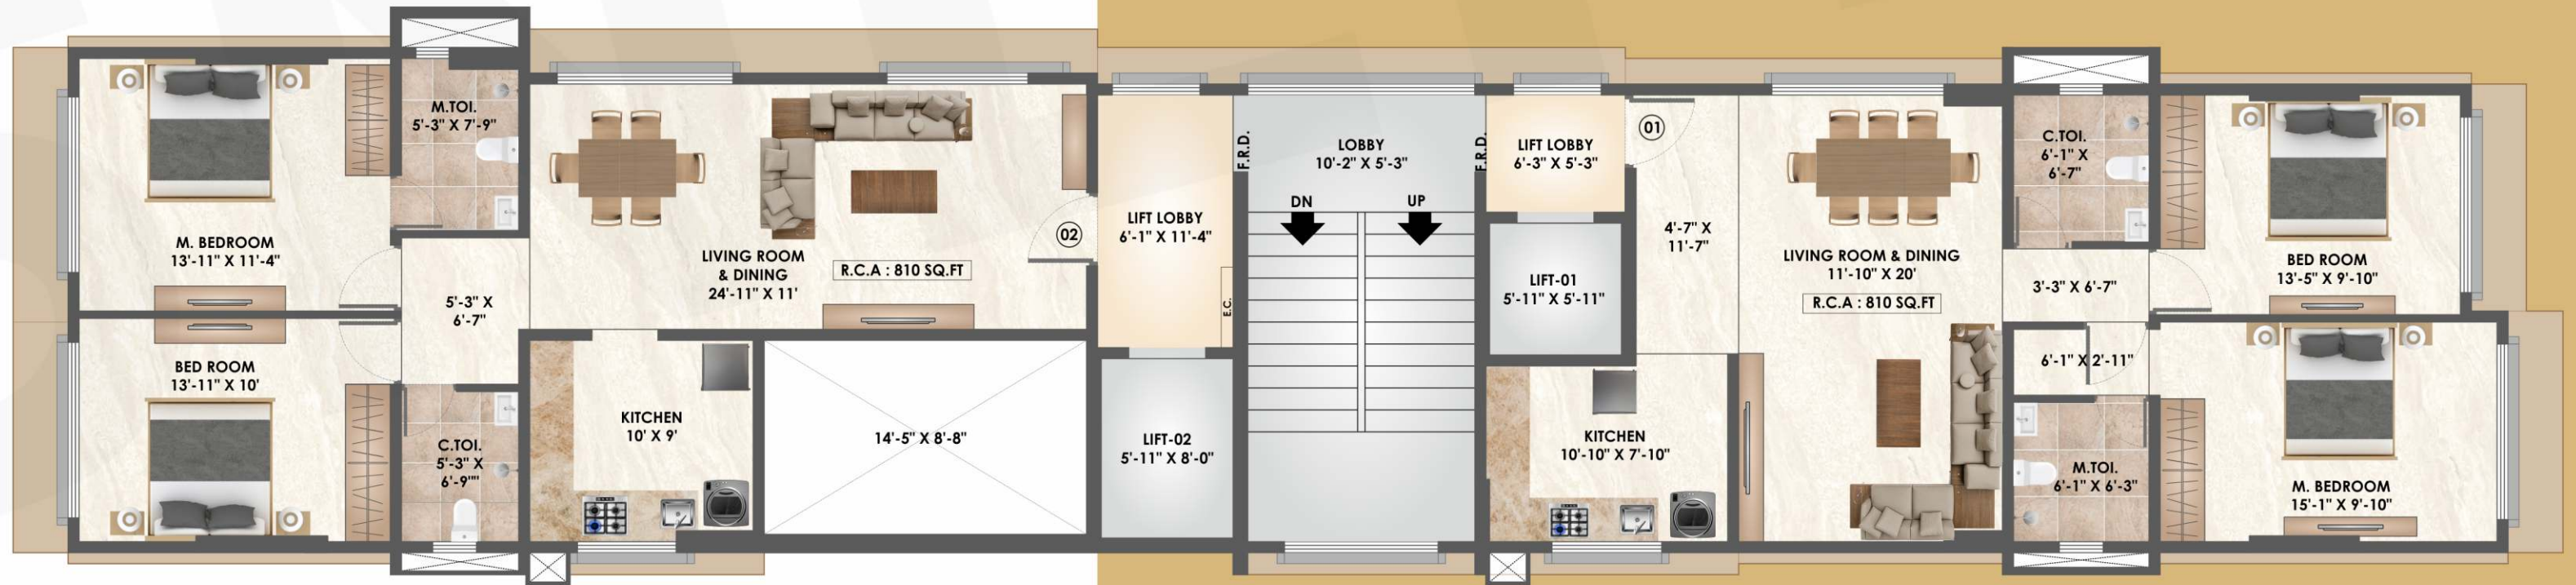 M.TOI.
5'-3" X 7'-9"
M. BEDROOM
13'-11" X 11'-4"
5'-3" X
6'-7"
BED ROOM
13'-11" X 10'
C.TOI.
5'-3" X
6'-9""
LIVING ROOM
& DINING
24'-11" X 11'
R.C.A : 810 SQ.FT
02
KITCHEN
10' X 9'
14'-5" X 8'-8"
LIFT LOBBY
6'-1" X 11'-4"
E.C.
LIFT-02
5'-11" X 8'-0"
F.R.D.
LOBBY
10'-2" X 5'-3"
DN
UP
F.R.D.
LIFT LOBBY
6'-3" X 5'-3"
LIFT-01
5'-11" X 5'-11"
01
4'-7" X
11'-7"
KITCHEN
10'-10" X 7'-10"
LIVING ROOM & DINING
11'-10" X 20'
R.C.A : 810 SQ.FT
C.TOI.
6'-1" X
6'-7"
3'-3" X 6'-7"
6'-1" X 2'-11"
M.TOI.
6'-1" X 6'-3"
BED ROOM
13'-5" X 9'-10"
M. BEDROOM
15'-1" X 9'-10"